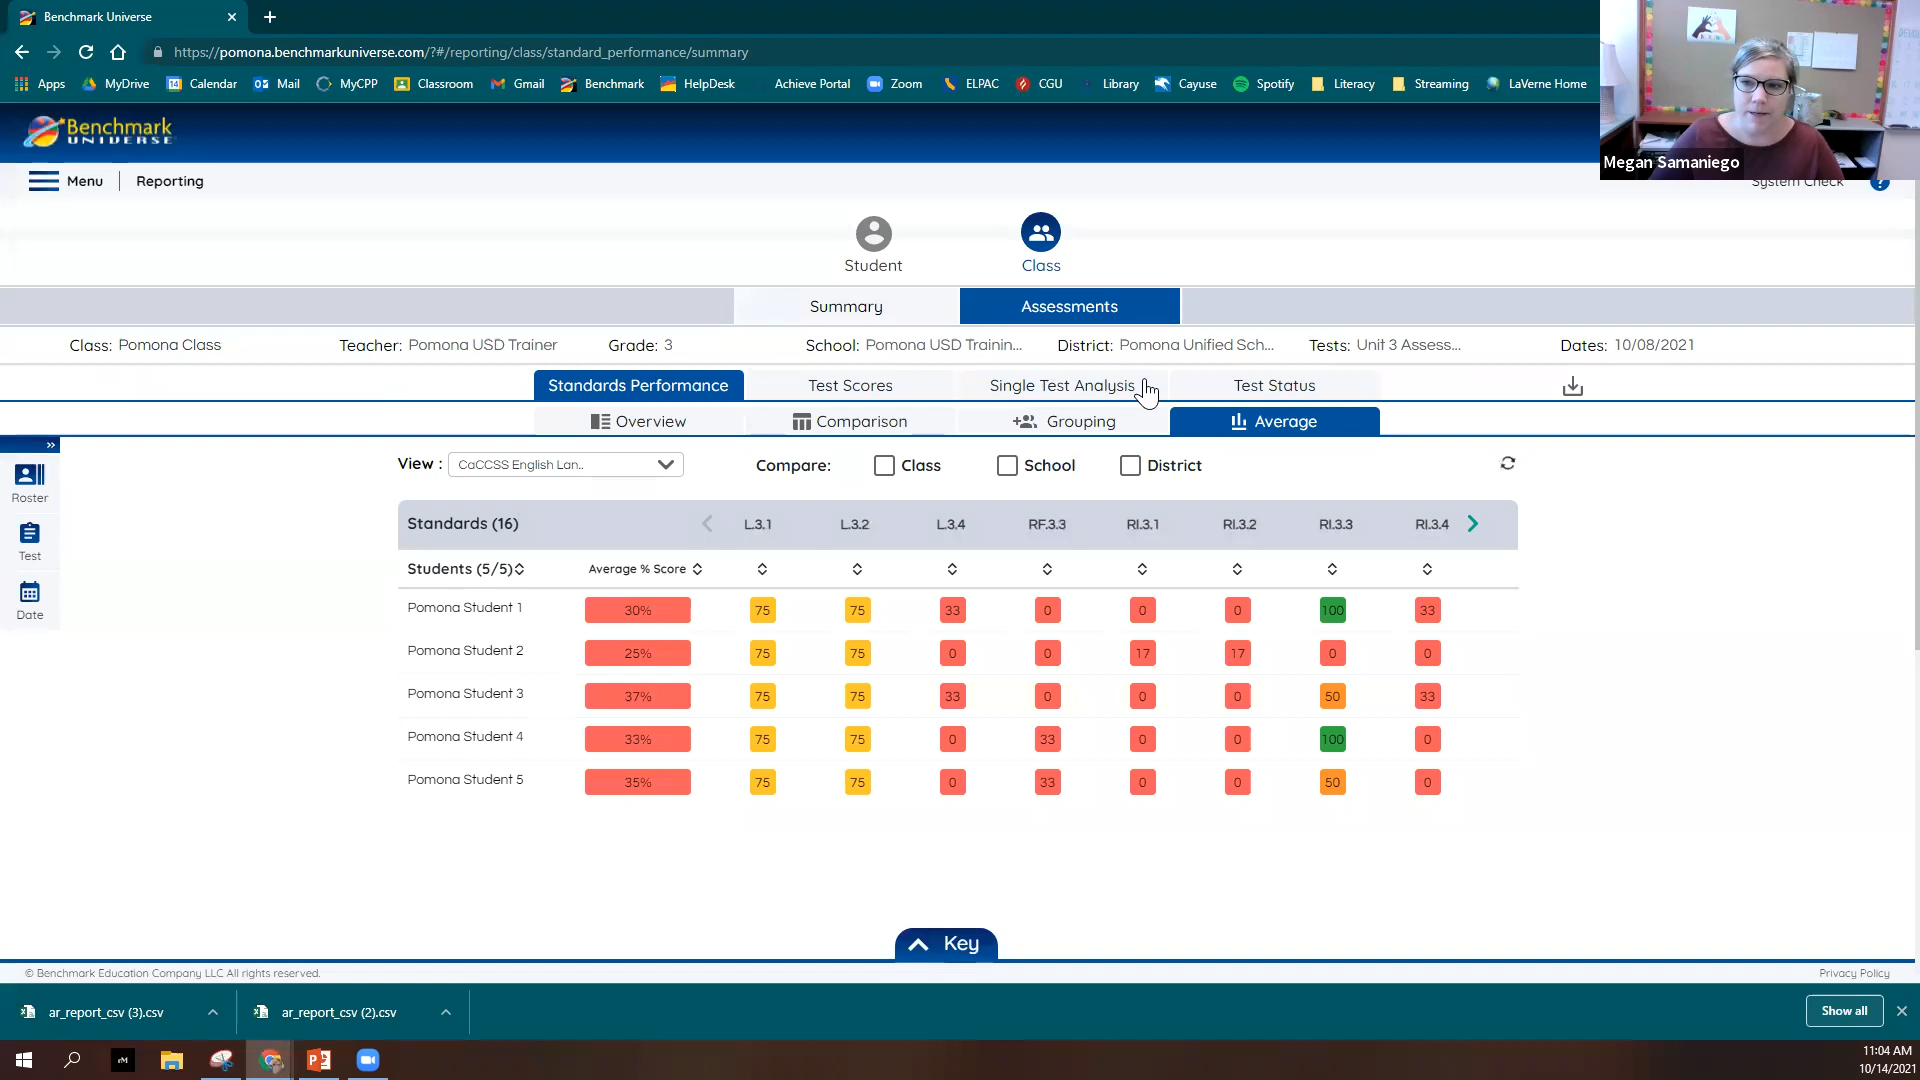 Benchmark Universe
https://pomona.benchmarkuniverse.com/?#/reporting/class/standard_performance/summary
Apps MyDrive Calendar Mail MyCPP Classroom Gmail Benchmark HelpDesk Achieve Portal Zoom ELPAC CGU Library Cayuse Spotify Literacy Streaming LaVerne Home
Benchmark
UNIVERSE
Megan Samaniego
Menu Reporting System Check ?
Student Class
Summary Assessments
Class: Pomona Class Teacher: Pomona USD Trainer Grade: 3 School: Pomona USD Trainin... District: Pomona Unified Sch... Tests: Unit 3 Assess... Dates: 10/08/2021
Standards Performance Test Scores Single Test Analysis Test Status
Overview Comparison Grouping Average
View : CaCCSS English Lan.. Compare: Class School District
Roster
Test
Date
Standards (16) L.3.1 L.3.2 L.3.4 RF.3.3 RI.3.1 RI.3.2 RI.3.3 RI.3.4
Students (5/5) Average % Score
Pomona Student 1 30% 75 75 33 0 0 0 100 33
Pomona Student 2 25% 75 75 0 0 17 17 0 0
Pomona Student 3 37% 75 75 33 0 0 0 50 33
Pomona Student 4 33% 75 75 0 33 0 0 100 0
Pomona Student 5 35% 75 75 0 33 0 0 50 0
Key
© Benchmark Education Company LLC All rights reserved. Privacy Policy
ar_report_csv (3).csv ar_report_csv (2).csv Show all
11:04 AM
10/14/2021